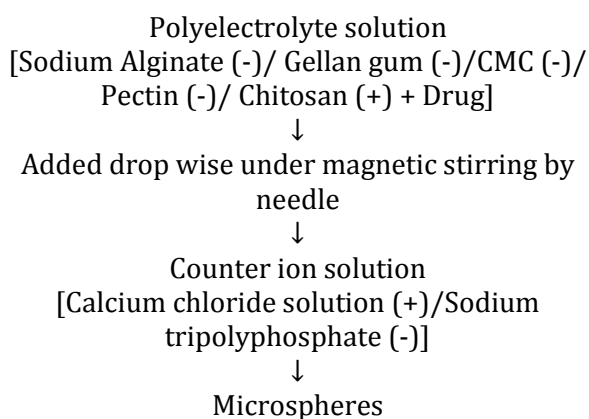 Polyelectrolyte solution
[Sodium Alginate (-)/ Gellan gum (-)/CMC (-)/
Pectin (-)/ Chitosan (+) + Drug]
↓
Added drop wise under magnetic stirring by
needle
↓
Counter ion solution
[Calcium chloride solution (+)/Sodium
tripolyphosphate (-)]
↓
Microspheres